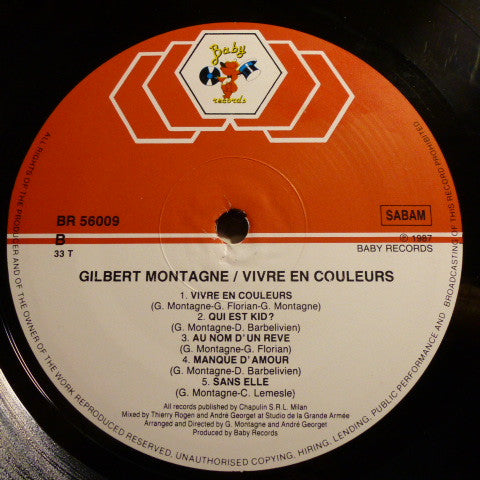 Baby
records
BR 56009
B
33 T
SABAM
℗ 1987
BABY RECORDS
GILBERT MONTAGNE / VIVRE EN COULEURS
1. VIVRE EN COULEURS
(G. Montagne-G. Florian-G. Montagne)
2. QUI EST KID?
(G. Montagne-D. Barbelivien)
3. AU NOM D'UN REVE
(G. Montagne-G. Florian)
4. MANQUE D'AMOUR
(G. Montagne-D. Barbelivien)
5. SANS ELLE
(G. Montagne-C. Lemesle)
All records published by Chapulin S.R.L. Milan
Mixed by Thierry Rogen and André Georget at Studio de la Grande Armée
Arranged and Directed by G. Montagne and André Georget
Produced by Baby Records
ALL RIGHTS OF THE PRODUCER AND OF THE OWNER OF THE WORK REPRODUCED RESERVED, UNAUTHORISED COPYING, HIRING, LENDING, PUBLIC PERFORMANCE AND BROADCASTING OF THIS RECORD PROHIBITED